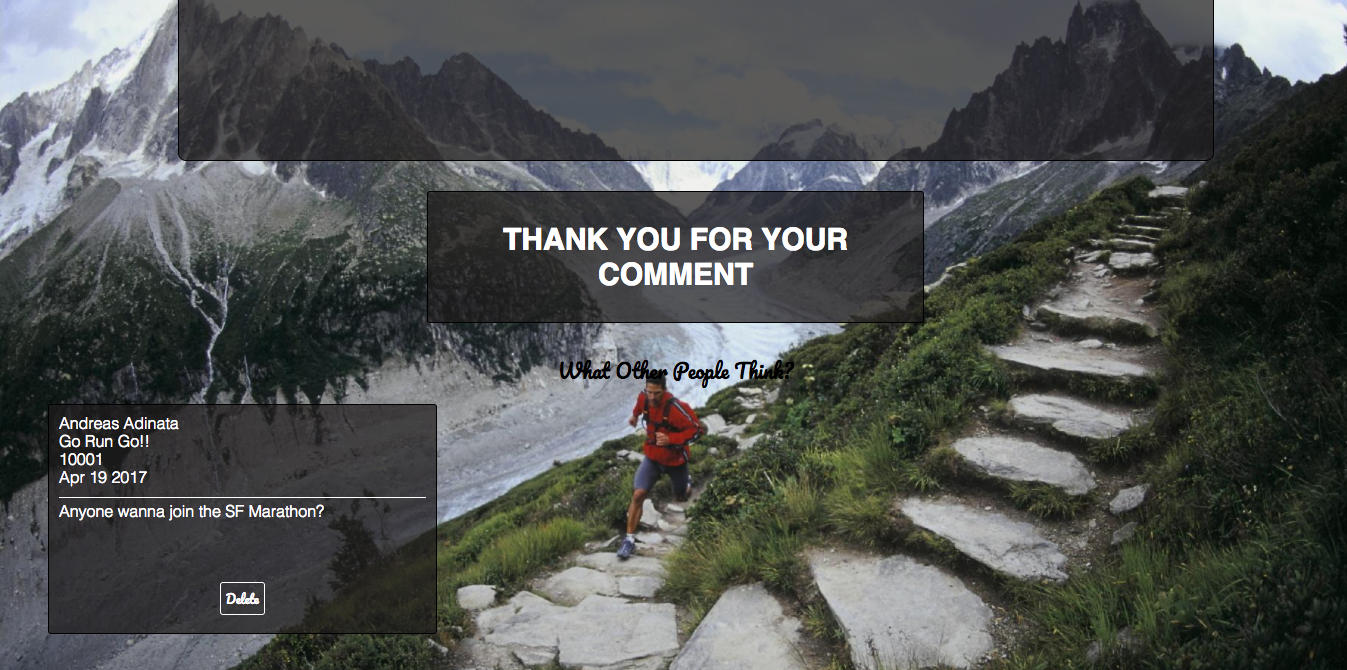 THANK YOU FOR YOUR
COMMENT
What Other People Think?
Andreas Adinata
Go Run Go!!
10001
Apr 19 2017
Anyone wanna join the SF Marathon?
Delete